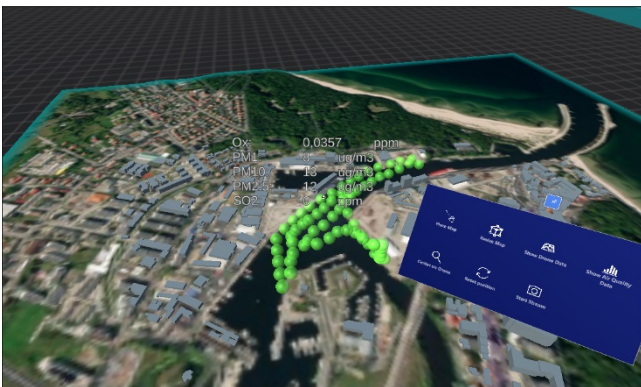 Ox: 0,0357 ppm
PM1 ug/m3
PM10 13 ug/m3
PM2.5 12 ug/m3
SO2 ppm
Move Map
Resize Map
Show Drone Data
Show Air Quality Data
Center on Drone
Reset position
Start Stream